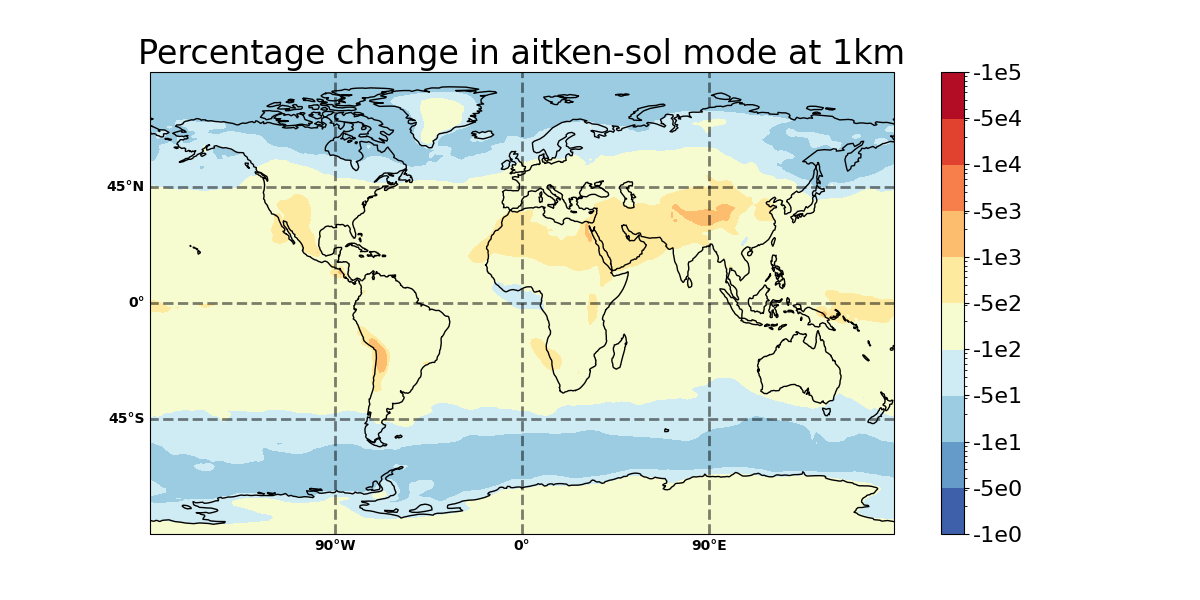 Percentage change in aitken-sol mode at 1km
45°N
0°
45°S
90°W
0°
90°E
-1e5
-5e4
-1e4
-5e3
-1e3
-5e2
-1e2
-5e1
-1e1
-5e0
-1e0